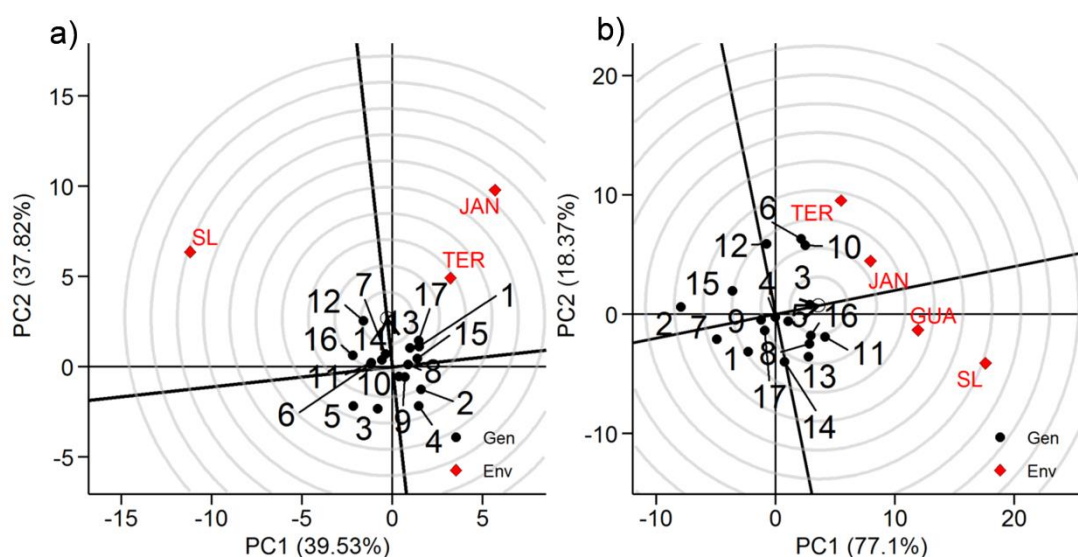 a)
15
10
5
0
-5
PC2 (37.82%)
JAN
SL
TER
7
17
1
12
13
14
15
16
11
10
8
6
5
3
9
2
4
Gen
Env
-15 -10 -5 0 5
PC1 (39.53%)
b)
20
10
0
-10
PC2 (18.37%)
6
TER
12
10
15
4
3
JAN
2
7
9
5
16
GUA
1
8
11
SL
13
17
14
Gen
Env
-10 0 10 20
PC1 (77.1%)